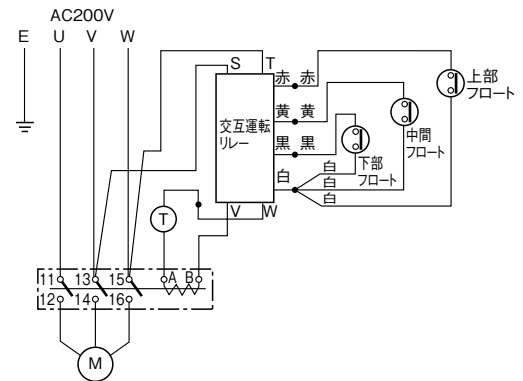 AC200V
E U V W
S T
赤 赤
上部
フロート
黄 黄
中間
フロート
交互運転
リレー
黒 黒
下部
フロート
白 白
白
白
V W
T
11 13 15 A B
12 14 16
M